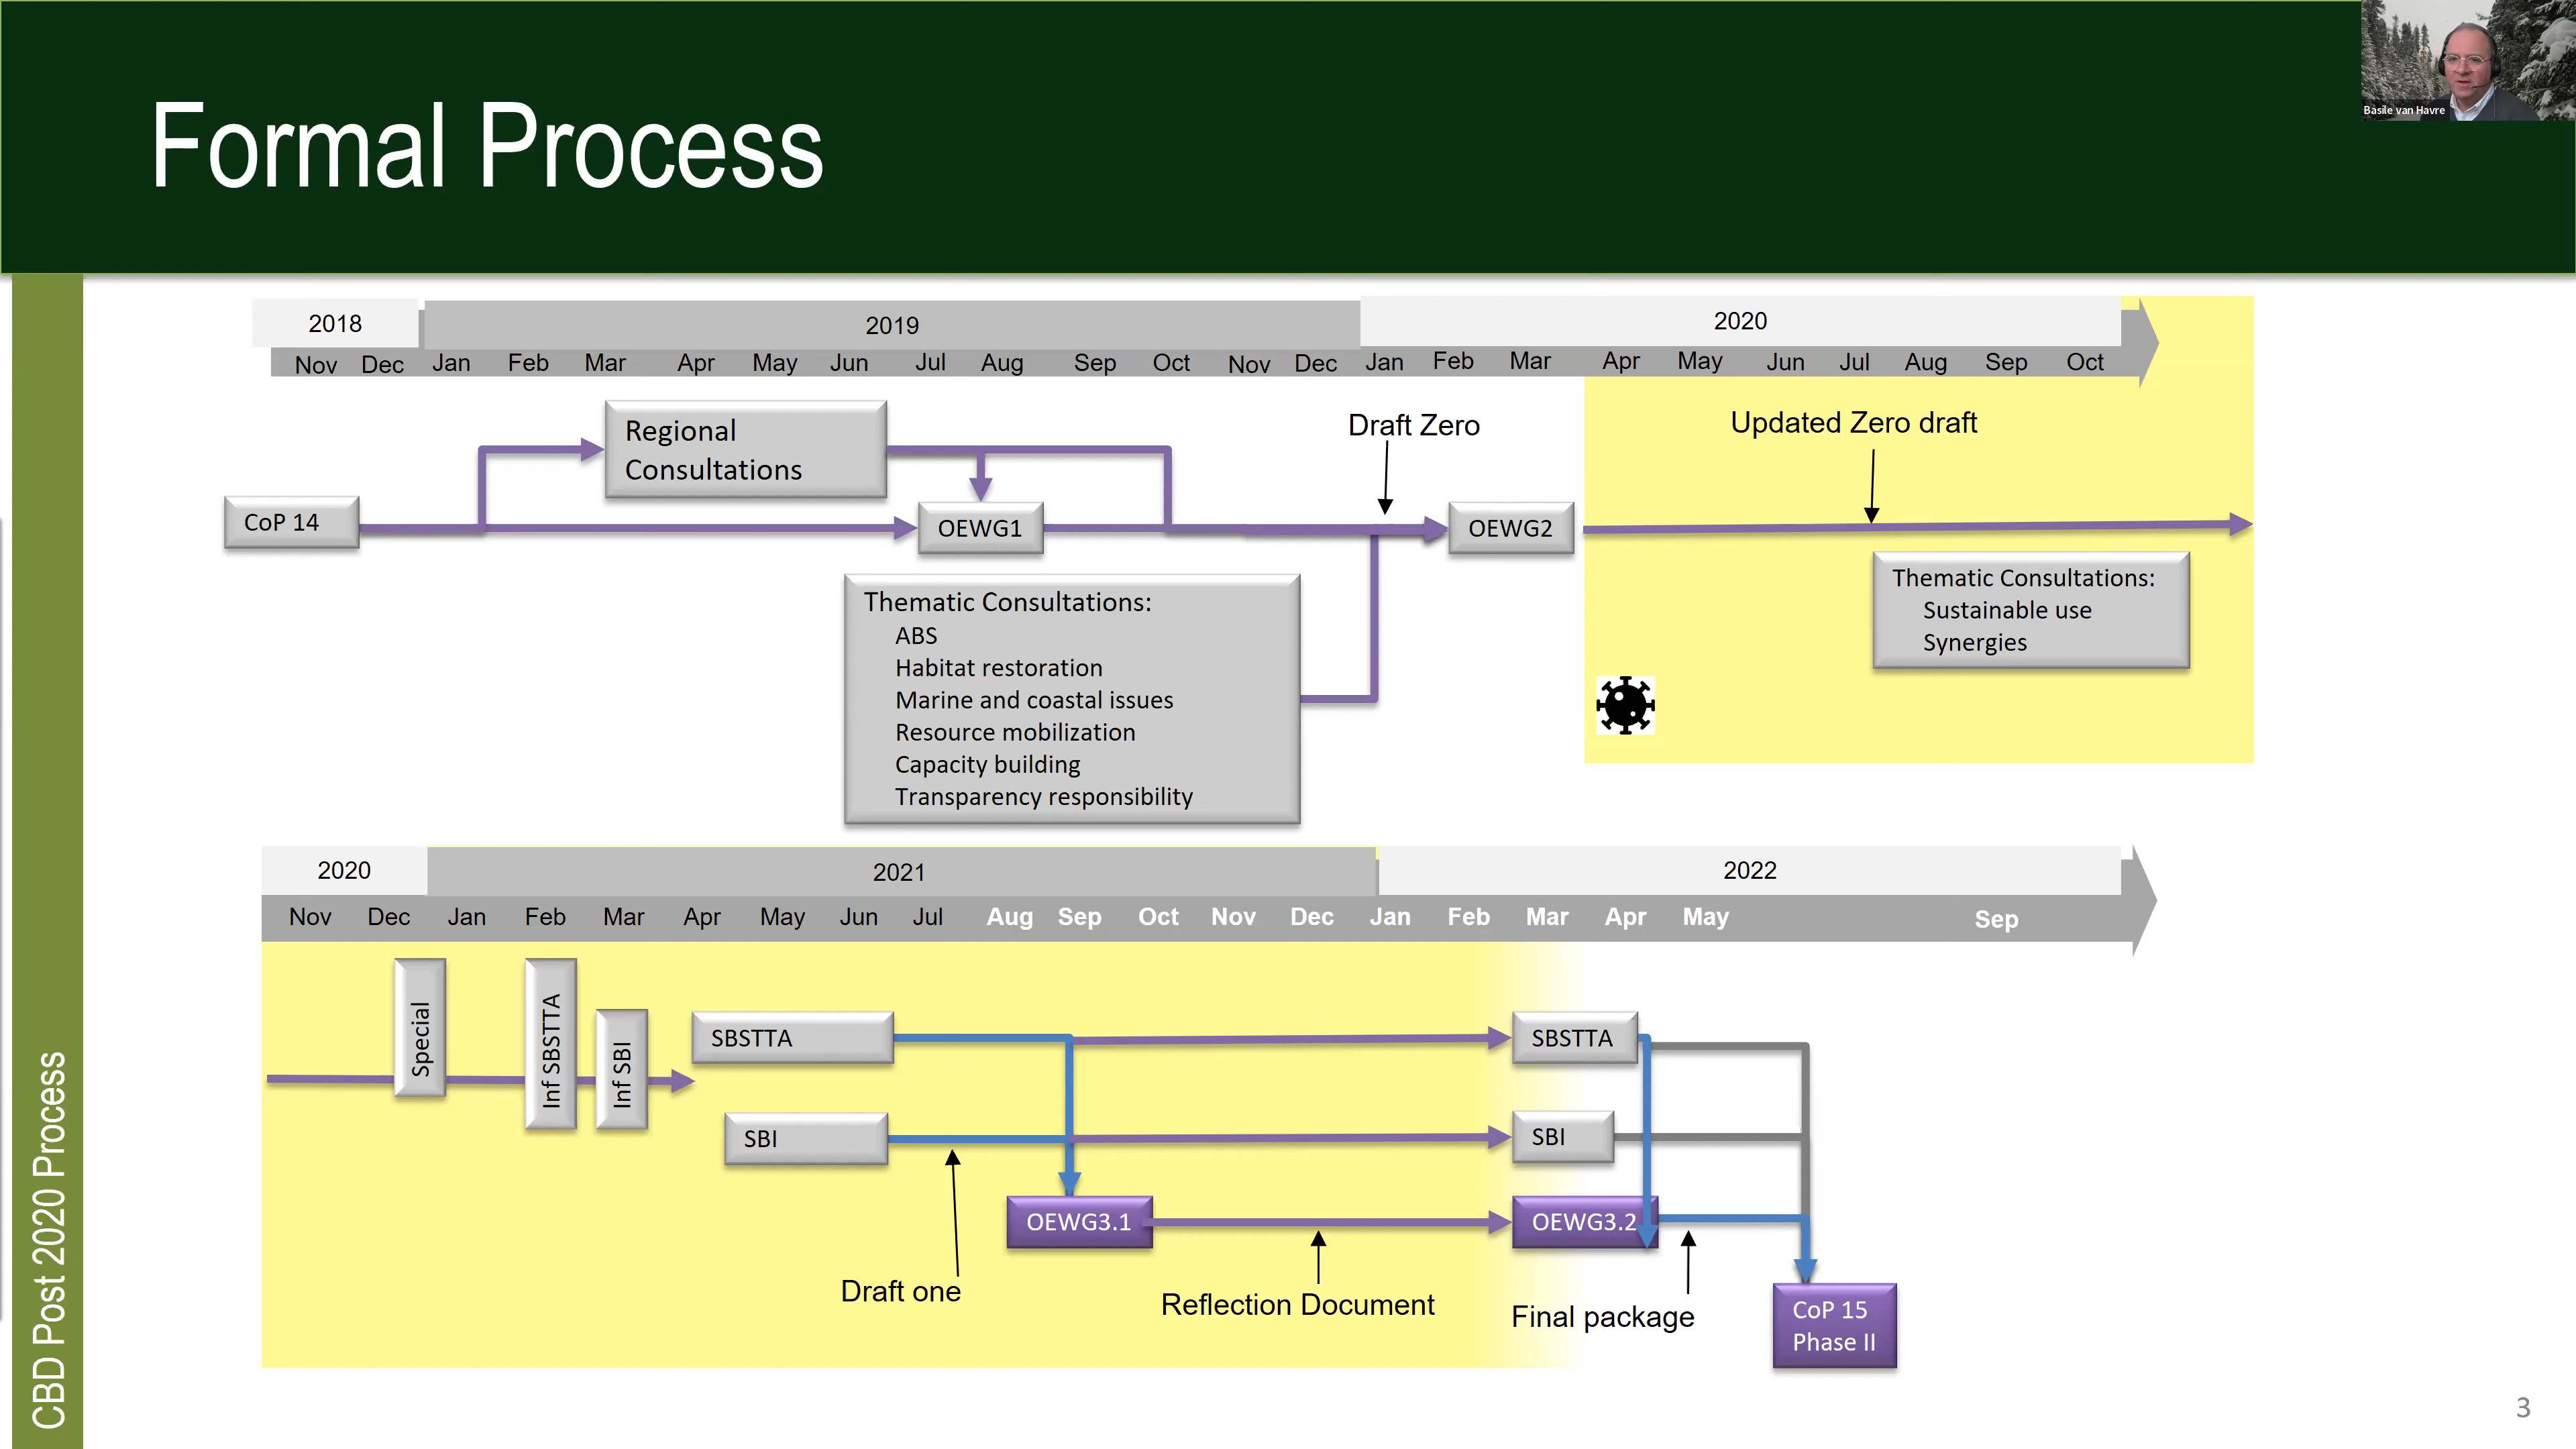 Formal Process
Basile van Havre
2018
2019
2020
Nov Dec Jan Feb Mar Apr May Jun Jul Aug Sep Oct Nov Dec Jan Feb Mar Apr May Jun Jul Aug Sep Oct
Regional
Consultations
Draft Zero
Updated Zero draft
CoP 14
OEWG1
OEWG2
Thematic Consultations:
ABS
Habitat restoration
Marine and coastal issues
Resource mobilization
Capacity building
Transparency responsibility
Thematic Consultations:
Sustainable use
Synergies
2020
2021
2022
Nov Dec Jan Feb Mar Apr May Jun Jul Aug Sep Oct Nov Dec Jan Feb Mar Apr May Sep
Special
Inf SBSTTA
Inf SBI
SBSTTA
SBI
SBSTTA
SBI
OEWG3.1
OEWG3.2
Draft one
Reflection Document
Final package
CoP 15
Phase II
CBD Post 2020 Process
3